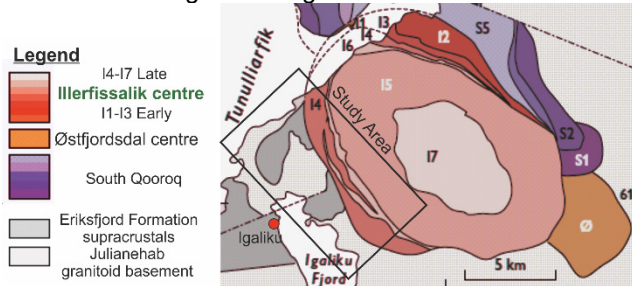 Legend
I4-I7 Late
Illerfissalik centre
I1-I3 Early
Østfjordsdal centre
South Qooroq
Eriksfjord Formation
supracrustals
Julianehab
granitoid basement
Tunulliarfik
I1
I3
I4
I6
I2
S5
I5
I4
Study Area
I7
S2
S1
61
Ø
Igaliku
Igaliku
Fjord
5 km